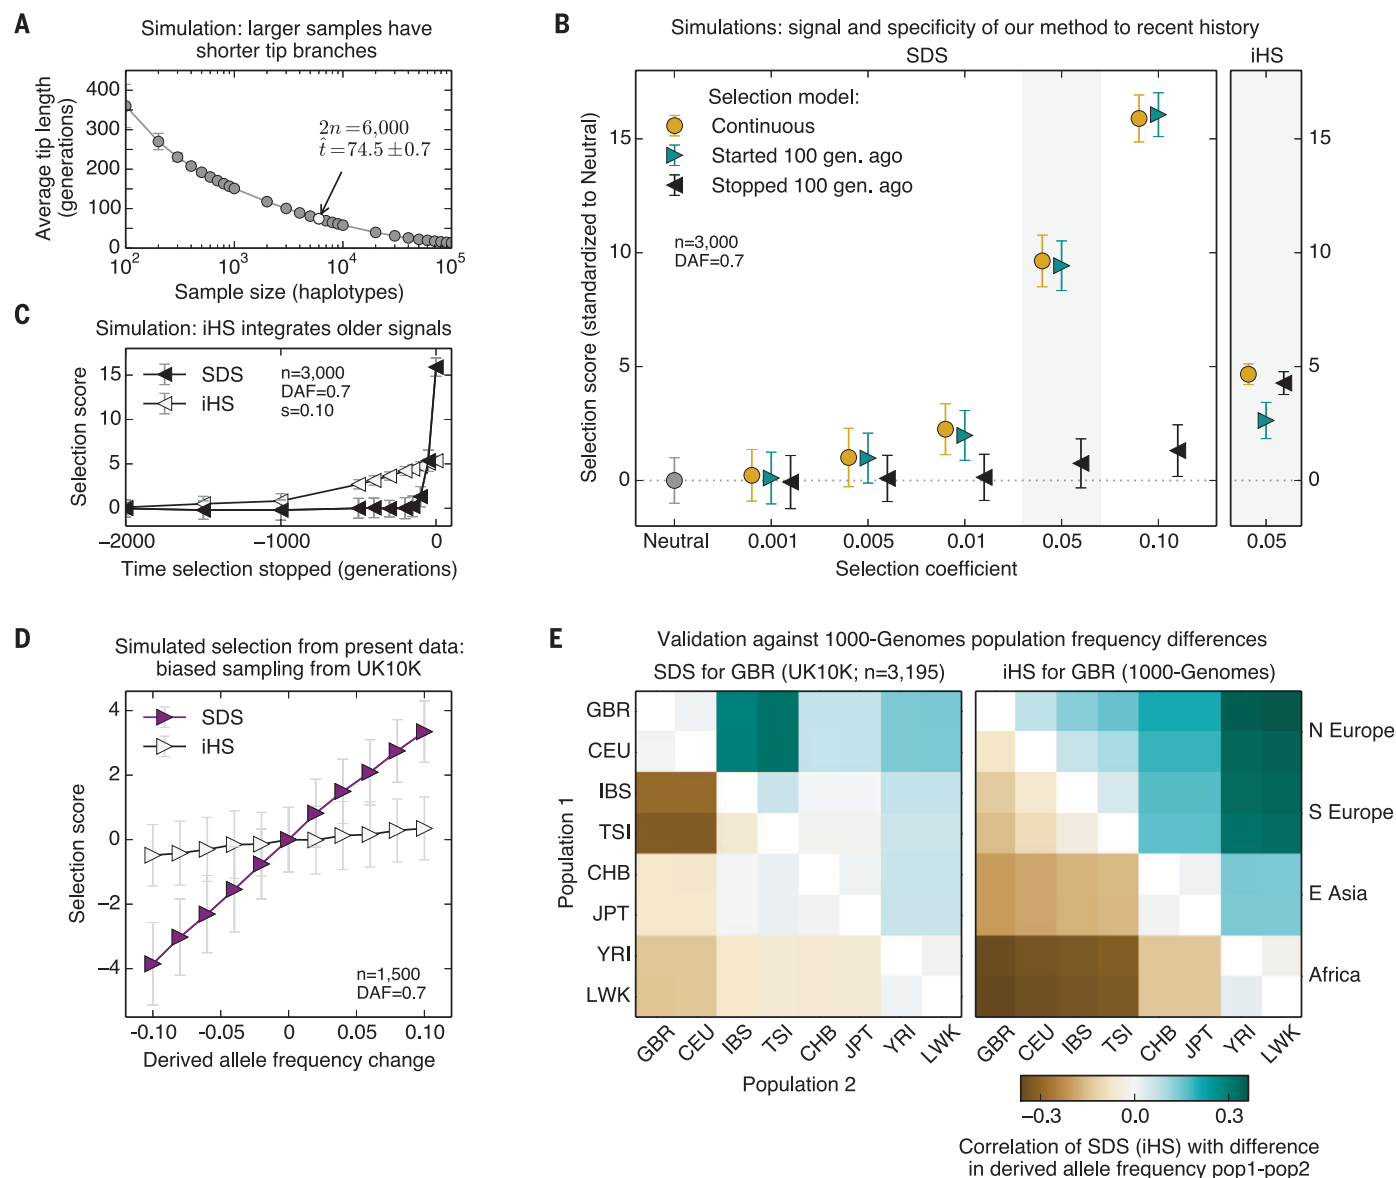 A
Simulation: larger samples have
shorter tip branches
Average tip length
(generations)
400
300
200
100
0
2n=6,000
t̂=74.5±0.7
10² 10³ 10⁴ 10⁵
Sample size (haplotypes)
B
Simulations: signal and specificity of our method to recent history
SDS
iHS
Selection model:
Continuous
Started 100 gen. ago
Stopped 100 gen. ago
n=3,000
DAF=0.7
Selection score (standardized to Neutral)
15
10
5
0
15
10
5
0
Neutral 0.001 0.005 0.01 0.05 0.10 0.05
Selection coefficient
C
Simulation: iHS integrates older signals
SDS
iHS
n=3,000
DAF=0.7
s=0.10
Selection score
15
10
5
0
−2000 −1000 0
Time selection stopped (generations)
D
Simulated selection from present data:
biased sampling from UK10K
SDS
iHS
Selection score
4
2
0
−2
−4
n=1,500
DAF=0.7
-0.10 -0.05 0 0.05 0.10
Derived allele frequency change
E
Validation against 1000-Genomes population frequency differences
SDS for GBR (UK10K; n=3,195)
iHS for GBR (1000-Genomes)
Population 1
GBR
CEU
IBS
TSI
CHB
JPT
YRI
LWK
N Europe
S Europe
E Asia
Africa
GBR CEU IBS TSI CHB JPT YRI LWK
GBR CEU IBS TSI CHB JPT YRI LWK
Population 2
−0.3 0.0 0.3
Correlation of SDS (iHS) with difference
in derived allele frequency pop1-pop2